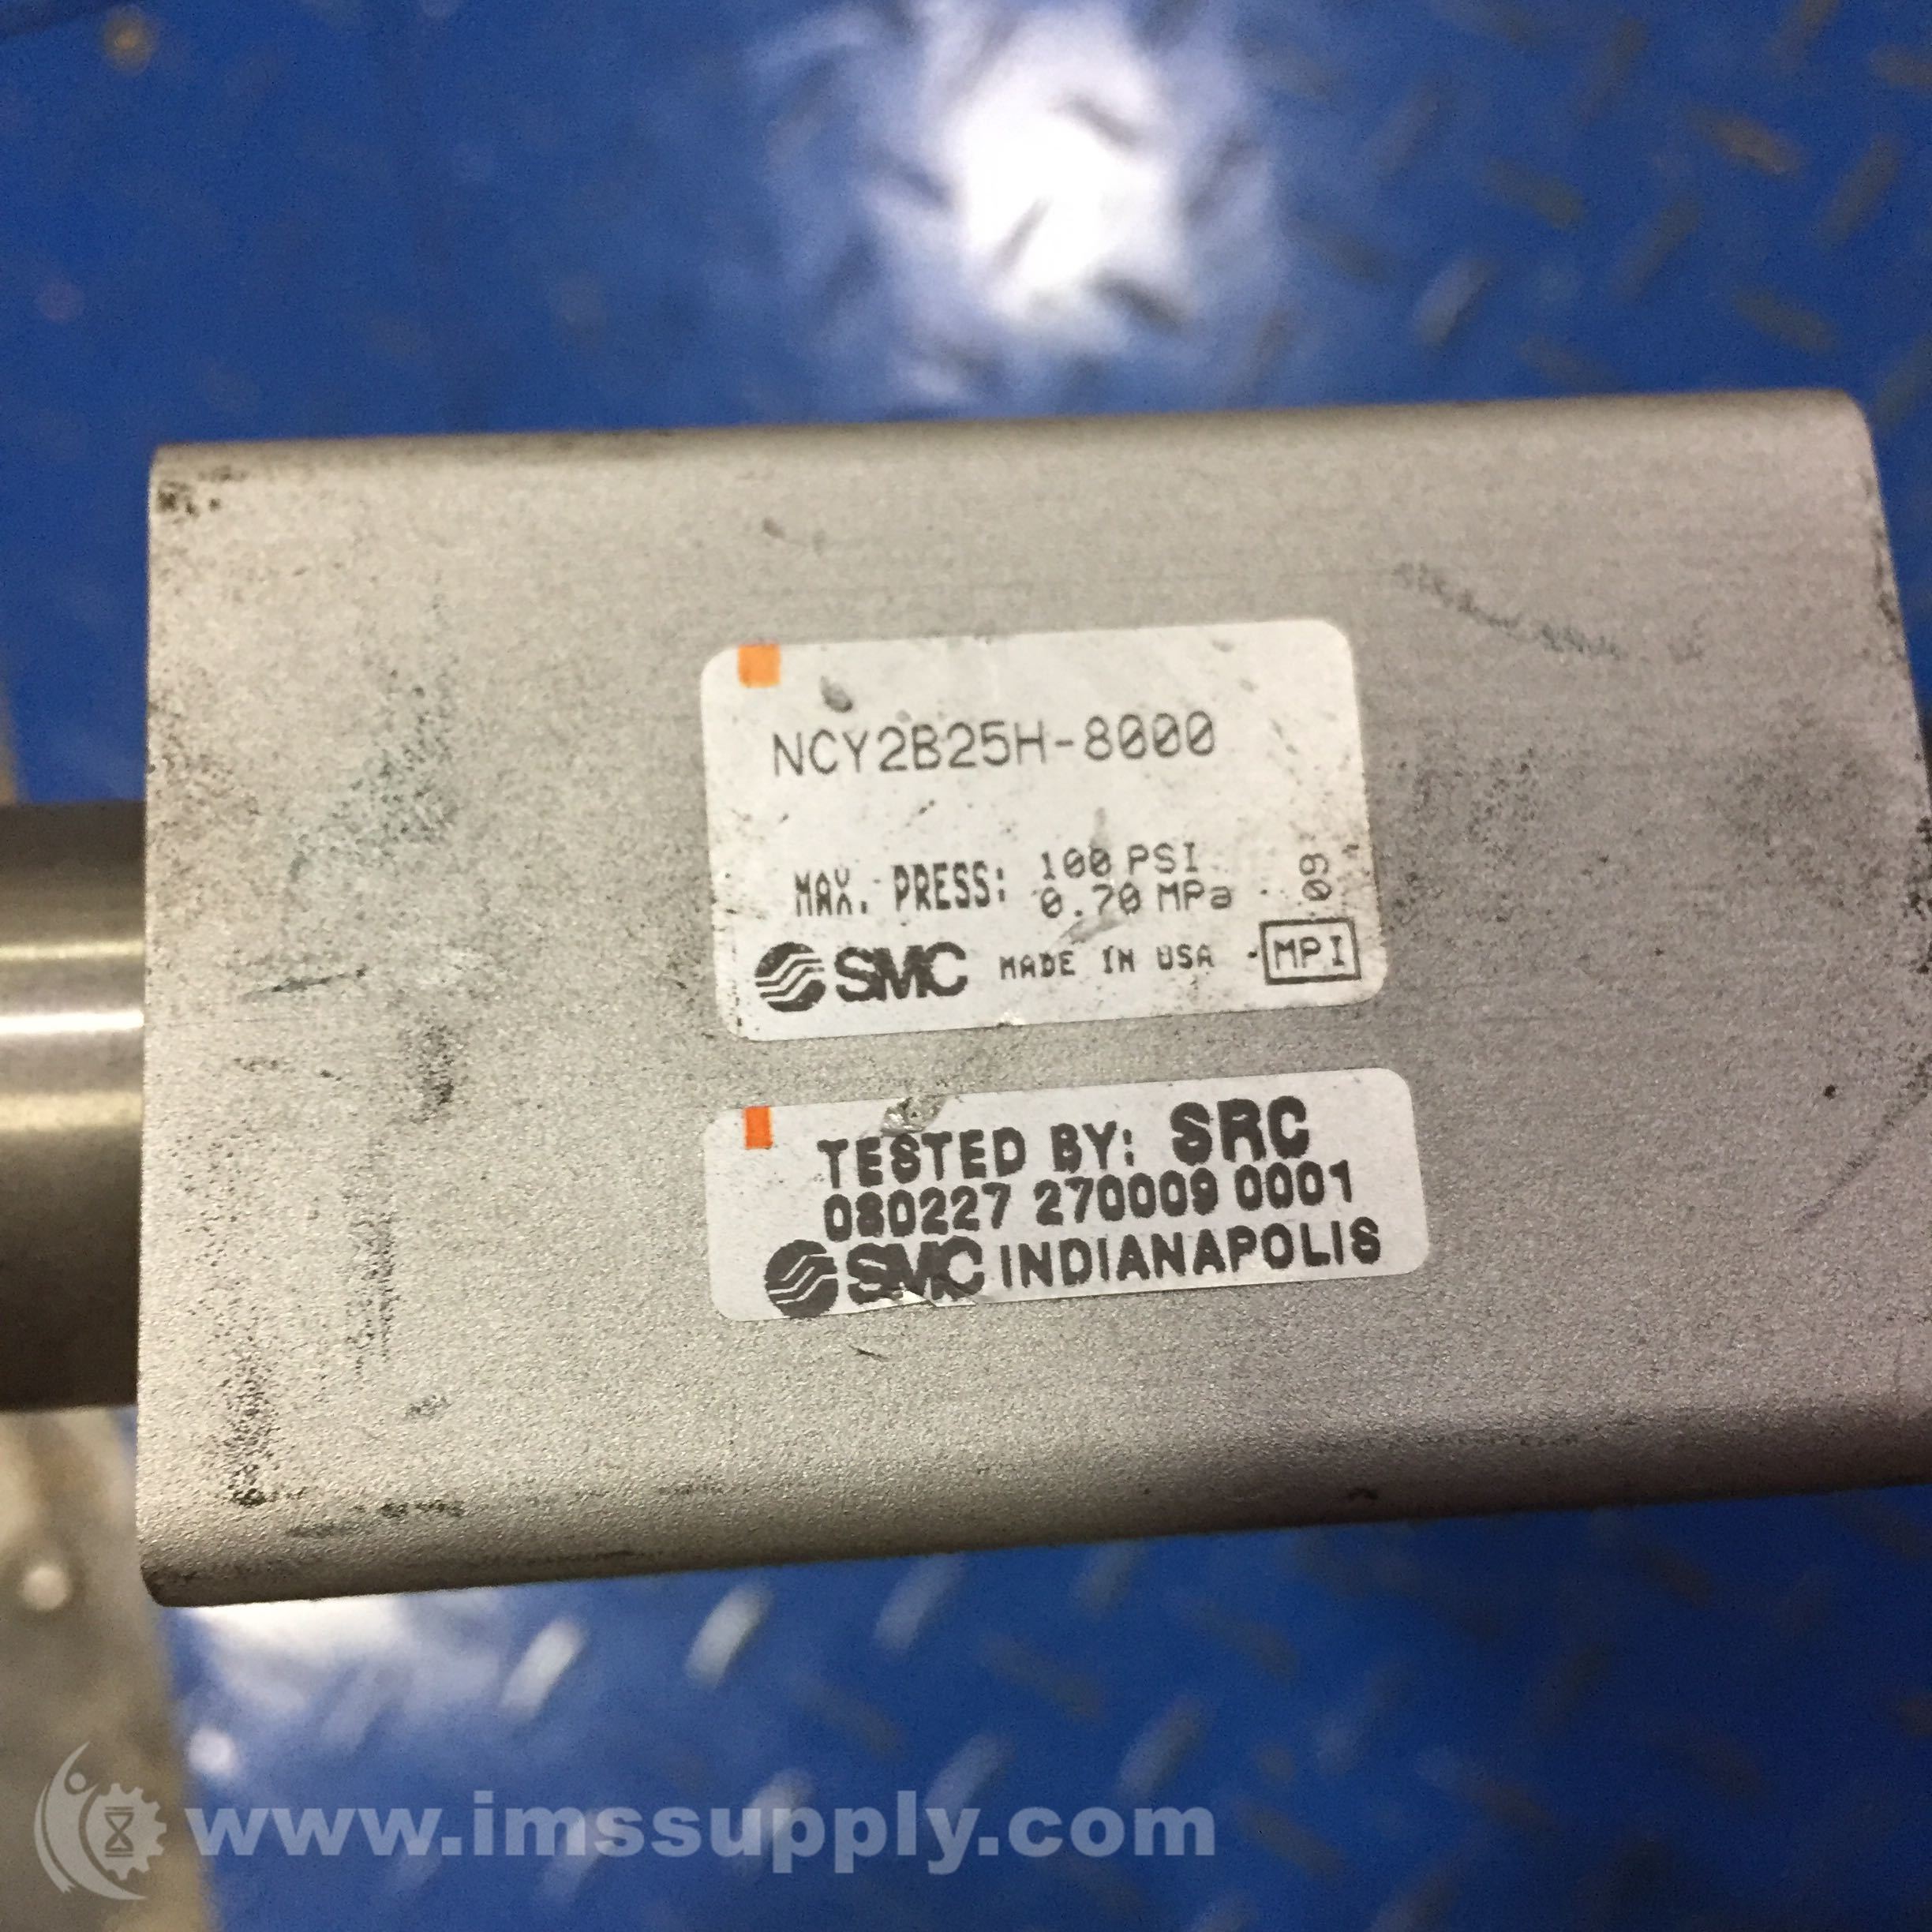 NCY2B25H-8000
MAX. PRESS: 100 PSI
0.70 MPa
09
SMC MADE IN USA MPI
TESTED BY: SRC
080227 270009 0001
SMC INDIANAPOLIS
www.imssupply.com